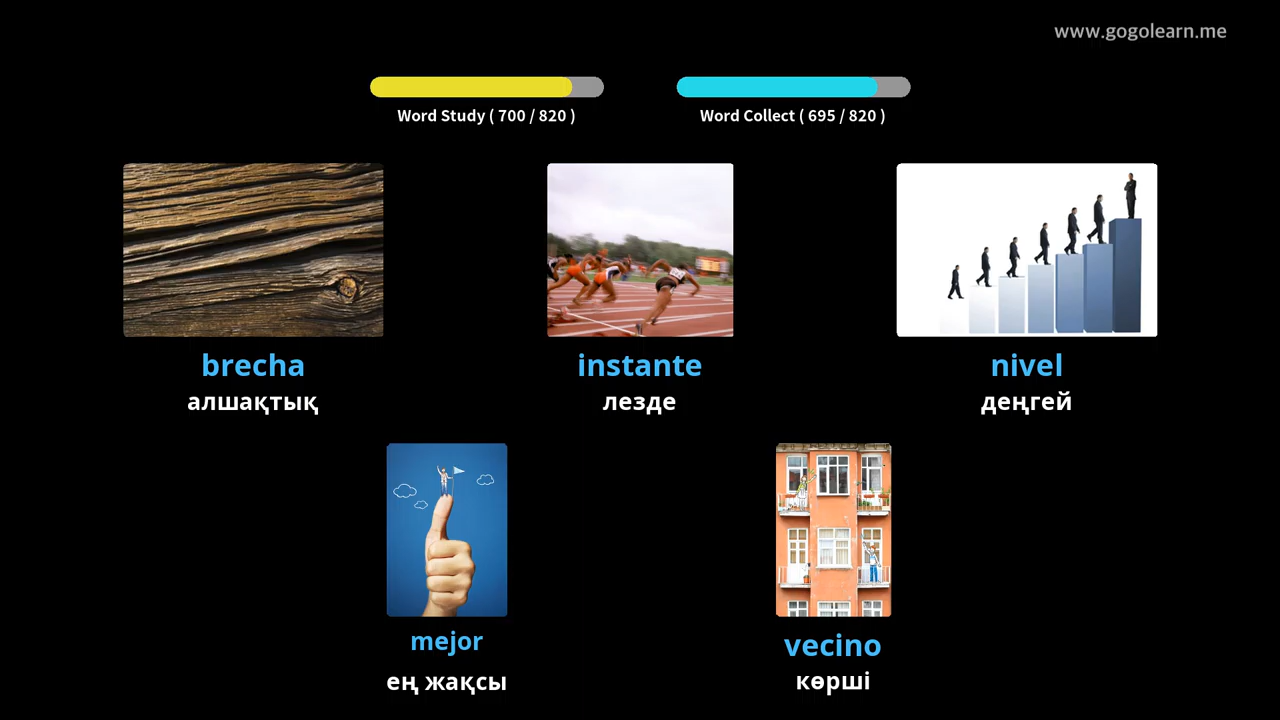 www.gogolearn.me
Word Study ( 700 / 820 )
Word Collect ( 695 / 820 )
brecha
алшақтық
instante
лезде
nivel
деңгей
mejor
ең жақсы
vecino
көрші